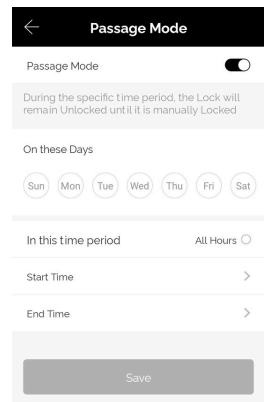 Passage Mode
Passage Mode
During the specific time period, the Lock will
remain Unlocked until it is manually Locked
On these Days
Sun Mon Tue Wed Thu Fri Sat
In this time period All Hours
Start Time
End Time
Save